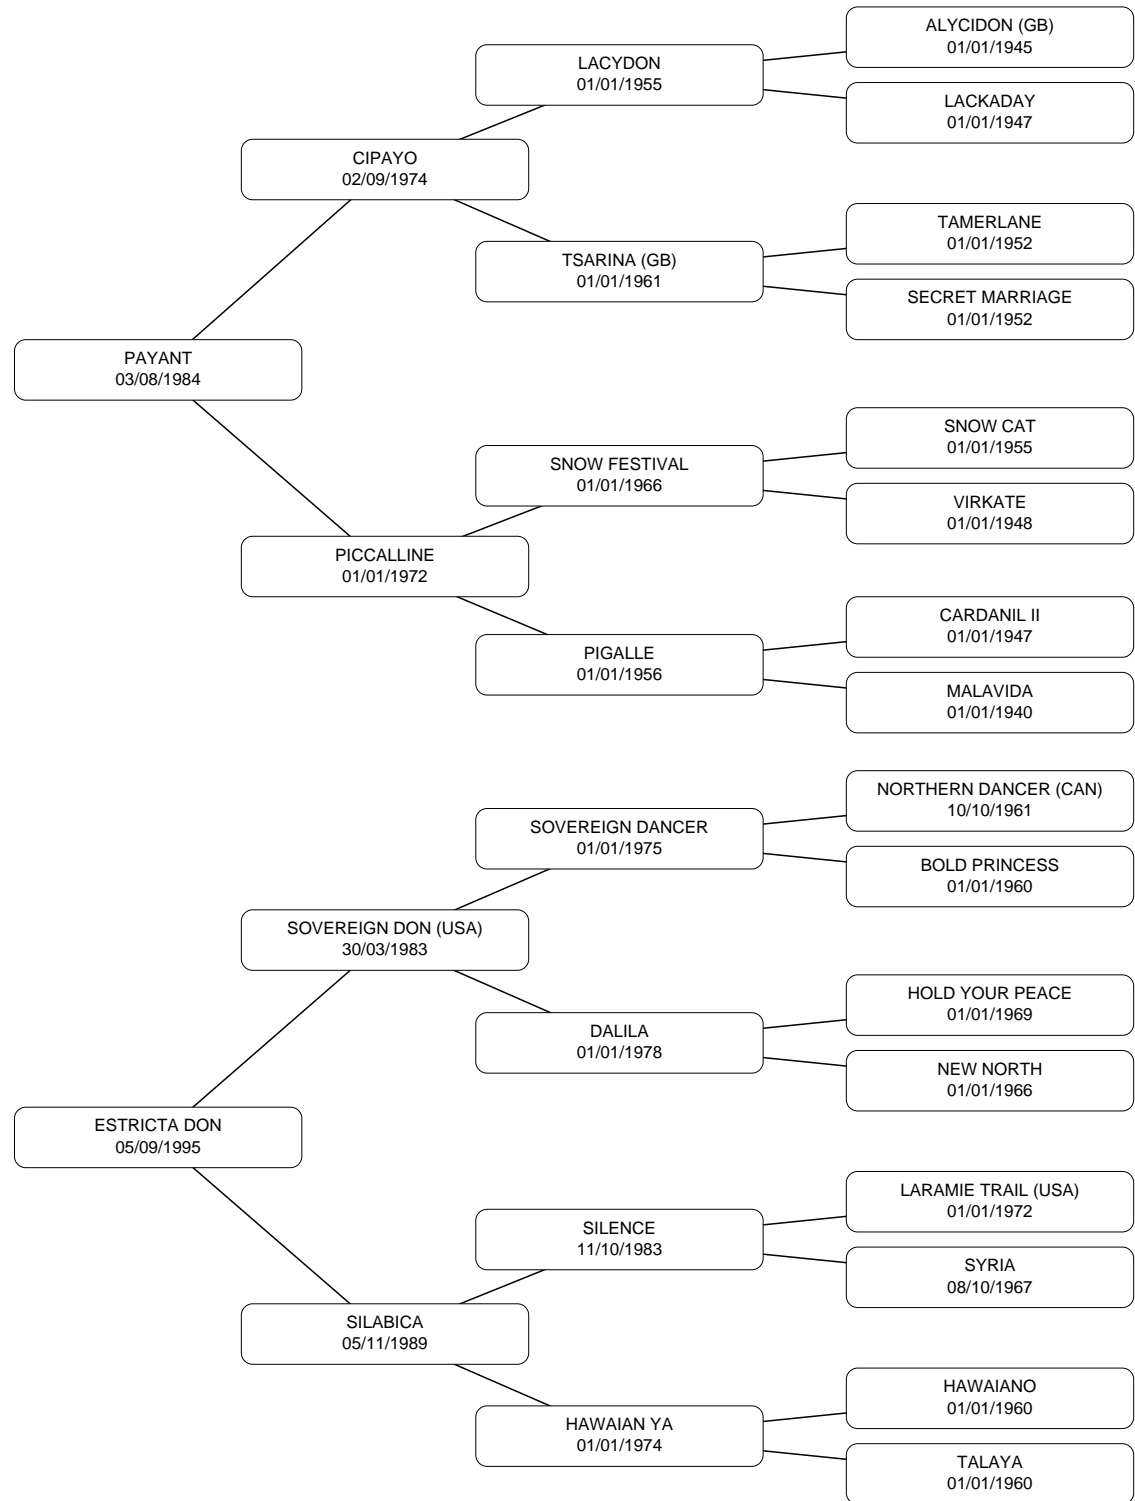 ALYCIDON (GB)
01/01/1945
LACYDON
01/01/1955
LACKADAY
01/01/1947
CIPAYO
02/09/1974
TAMERLANE
01/01/1952
TSARINA (GB)
01/01/1961
SECRET MARRIAGE
01/01/1952
PAYANT
03/08/1984
SNOW CAT
01/01/1955
SNOW FESTIVAL
01/01/1966
VIRKATE
01/01/1948
PICCALLINE
01/01/1972
CARDANIL II
01/01/1947
PIGALLE
01/01/1956
MALAVIDA
01/01/1940
NORTHERN DANCER (CAN)
10/10/1961
SOVEREIGN DANCER
01/01/1975
BOLD PRINCESS
01/01/1960
SOVEREIGN DON (USA)
30/03/1983
HOLD YOUR PEACE
01/01/1969
DALILA
01/01/1978
NEW NORTH
01/01/1966
ESTRICTA DON
05/09/1995
LARAMIE TRAIL (USA)
01/01/1972
SILENCE
11/10/1983
SYRIA
08/10/1967
SILABICA
05/11/1989
HAWAIANO
01/01/1960
HAWAIAN YA
01/01/1974
TALAYA
01/01/1960